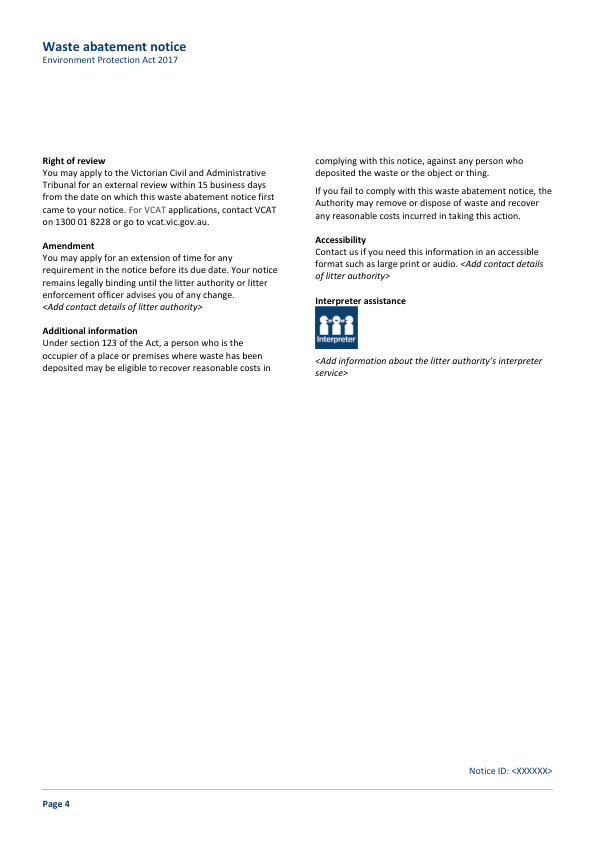 Waste abatement notice
Environment Protection Act 2017
Right of review
You may apply to the Victorian Civil and Administrative
Tribunal for an external review within 15 business days
from the date on which this waste abatement notice first
came to your notice. For VCAT applications, contact VCAT
on 1300 01 8228 or go to vcat.vic.gov.au.
Amendment
You may apply for an extension of time for any
requirement in the notice before its due date. Your notice
remains legally binding until the litter authority or litter
enforcement officer advises you of any change.
<Add contact details of litter authority>
Additional information
Under section 123 of the Act, a person who is the
occupier of a place or premises where waste has been
deposited may be eligible to recover reasonable costs in
complying with this notice, against any person who
deposited the waste or the object or thing.
If you fail to comply with this waste abatement notice, the
Authority may remove or dispose of waste and recover
any reasonable costs incurred in taking this action.
Accessibility
Contact us if you need this information in an accessible
format such as large print or audio. <Add contact details
of litter authority>
Interpreter assistance
Interpreter
<Add information about the litter authority's interpreter
service>
Notice ID: <XXXXXX>
Page 4